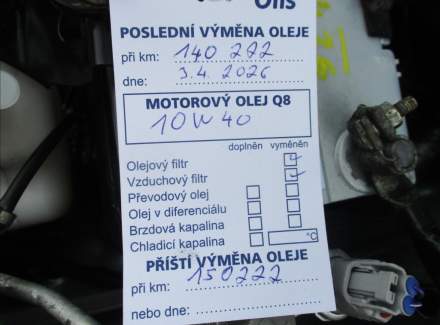 Olis
POSLEDNÍ VÝMĚNA OLEJE
při km: 140 222
dne: 3.4.2026
MOTOROVÝ OLEJ Q8
10W40
doplněn vyměněn
Olejový filtr
Vzduchový filtr
Převodový olej
Olej v diferenciálu
Brzdová kapalina
Chladicí kapalina °C
PŘÍŠTÍ VÝMĚNA OLEJE
při km: 150222
nebo dne: